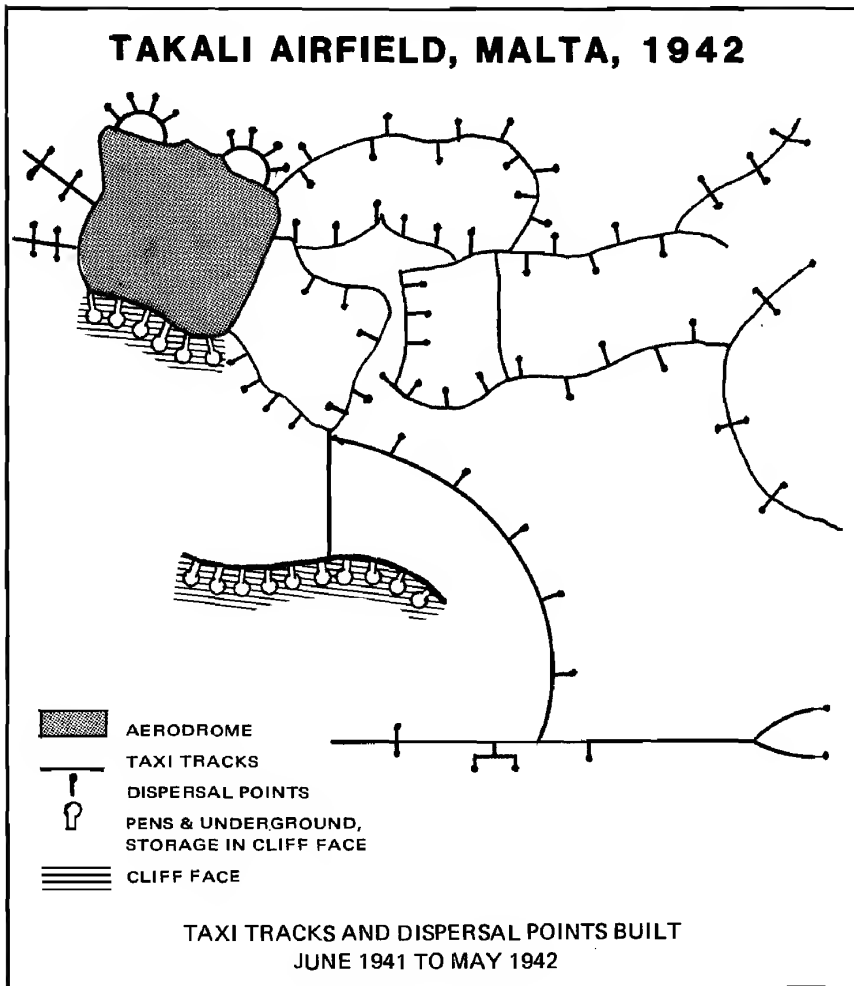 TAKALI AIRFIELD, MALTA, 1942
AERODROME
TAXI TRACKS
DISPERSAL POINTS
PENS & UNDERGROUND,
STORAGE IN CLIFF FACE
CLIFF FACE
TAXI TRACKS AND DISPERSAL POINTS BUILT
JUNE 1941 TO MAY 1942